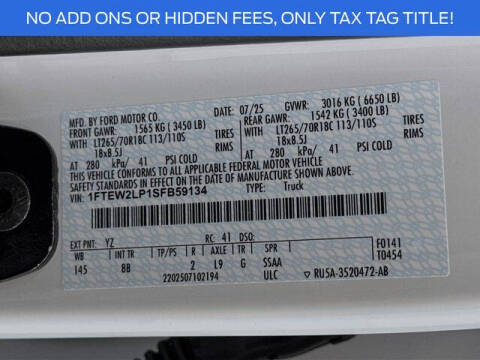 NO ADD ONS OR HIDDEN FEES, ONLY TAX TAG TITLE!
MFD. BY FORD MOTOR CO.
07/25 GVWR: 3016 KG (6650 LB)
FRONT GAWR: 1565 KG (3450 LB) REAR GAWR: 1542 KG (3400 LB)
WITH LT265/70R18C 113/110S TIRES WITH LT265/70R18C 113/110S TIRES
18x8.5J RIMS 18x8.5J RIMS
AT 280 kPa/ 41 PSI COLD AT 280 kPa/ 41 PSI COLD
THIS VEHICLE CONFORMS TO ALL APPLICABLE FEDERAL MOTOR VEHICLE
SAFETY STANDARDS IN EFFECT ON THE DATE OF MANUFACTURE SHOWN ABOVE.
VIN: 1FTEW2LP1SFB59134 TYPE: Truck
EXT PNT: YZ RC: 41 DSO:
WB INT TR TP/PS R AXLE TR SPR F0141
145 8B 2 L9 G SSAA T0454
2202507102194 ULC ▽ RU5A-3520472-AB